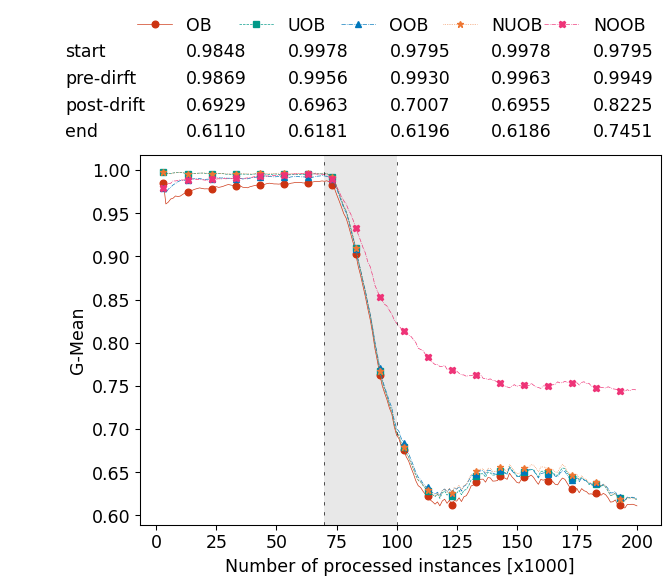 OB UOB OOB NUOB NOOB
start 0.9848 0.9978 0.9795 0.9978 0.9795
pre-dirft 0.9869 0.9956 0.9930 0.9963 0.9949
post-drift 0.6929 0.6963 0.7007 0.6955 0.8225
end 0.6110 0.6181 0.6196 0.6186 0.7451
1.00
0.95
0.90
0.85
0.80
0.75
0.70
0.65
0.60
G-Mean
0 25 50 75 100 125 150 175 200
Number of processed instances [x1000]